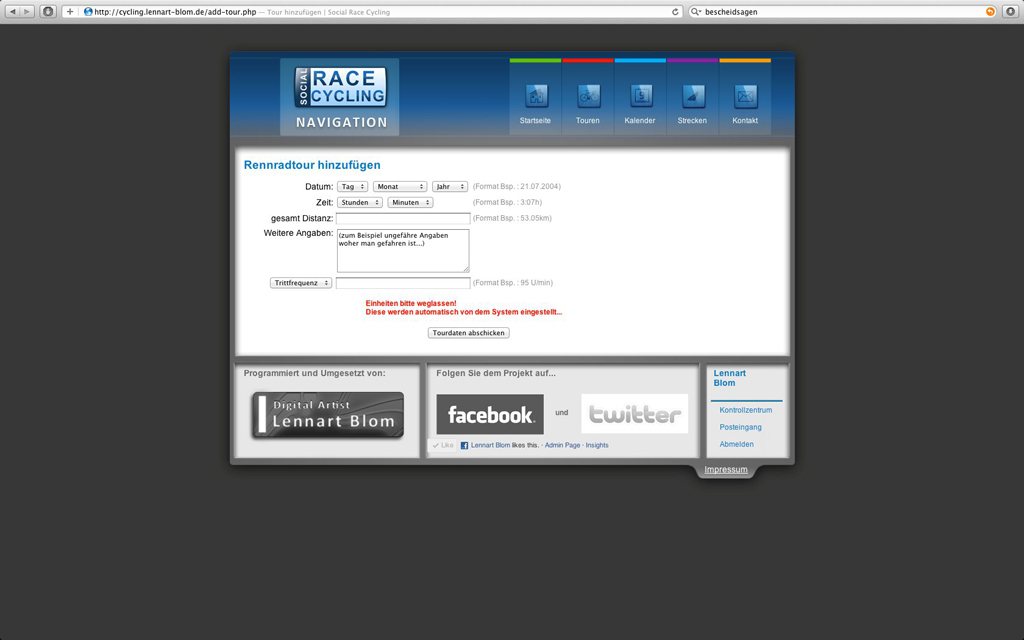 http://cycling.lennart-blom.de/add-tour.php — Tour hinzufügen | Social Race Cycling
bescheidsagen
SOCIAL
RACE
CYCLING
NAVIGATION
Startseite Touren Kalender Strecken Kontakt
Rennradtour hinzufügen
Datum: Tag Monat Jahr (Format Bsp. : 21.07.2004)
Zeit: Stunden Minuten (Format Bsp. : 3:07h)
gesamt Distanz: (Format Bsp. : 53.05km)
Weitere Angaben: (zum Beispiel ungefähre Angaben
woher man gefahren ist...)
Trittfrequenz (Format Bsp. : 95 U/min)
Einheiten bitte weglassen!
Diese werden automatisch von dem System eingestellt...
Tourdaten abschicken
Programmiert und Umgesetzt von:
Digital Artist
Lennart Blom
Folgen Sie dem Projekt auf...
facebook. und twitter
Like Lennart Blom likes this. · Admin Page · Insights
Lennart
Blom
Kontrollzentrum
Posteingang
Abmelden
Impressum